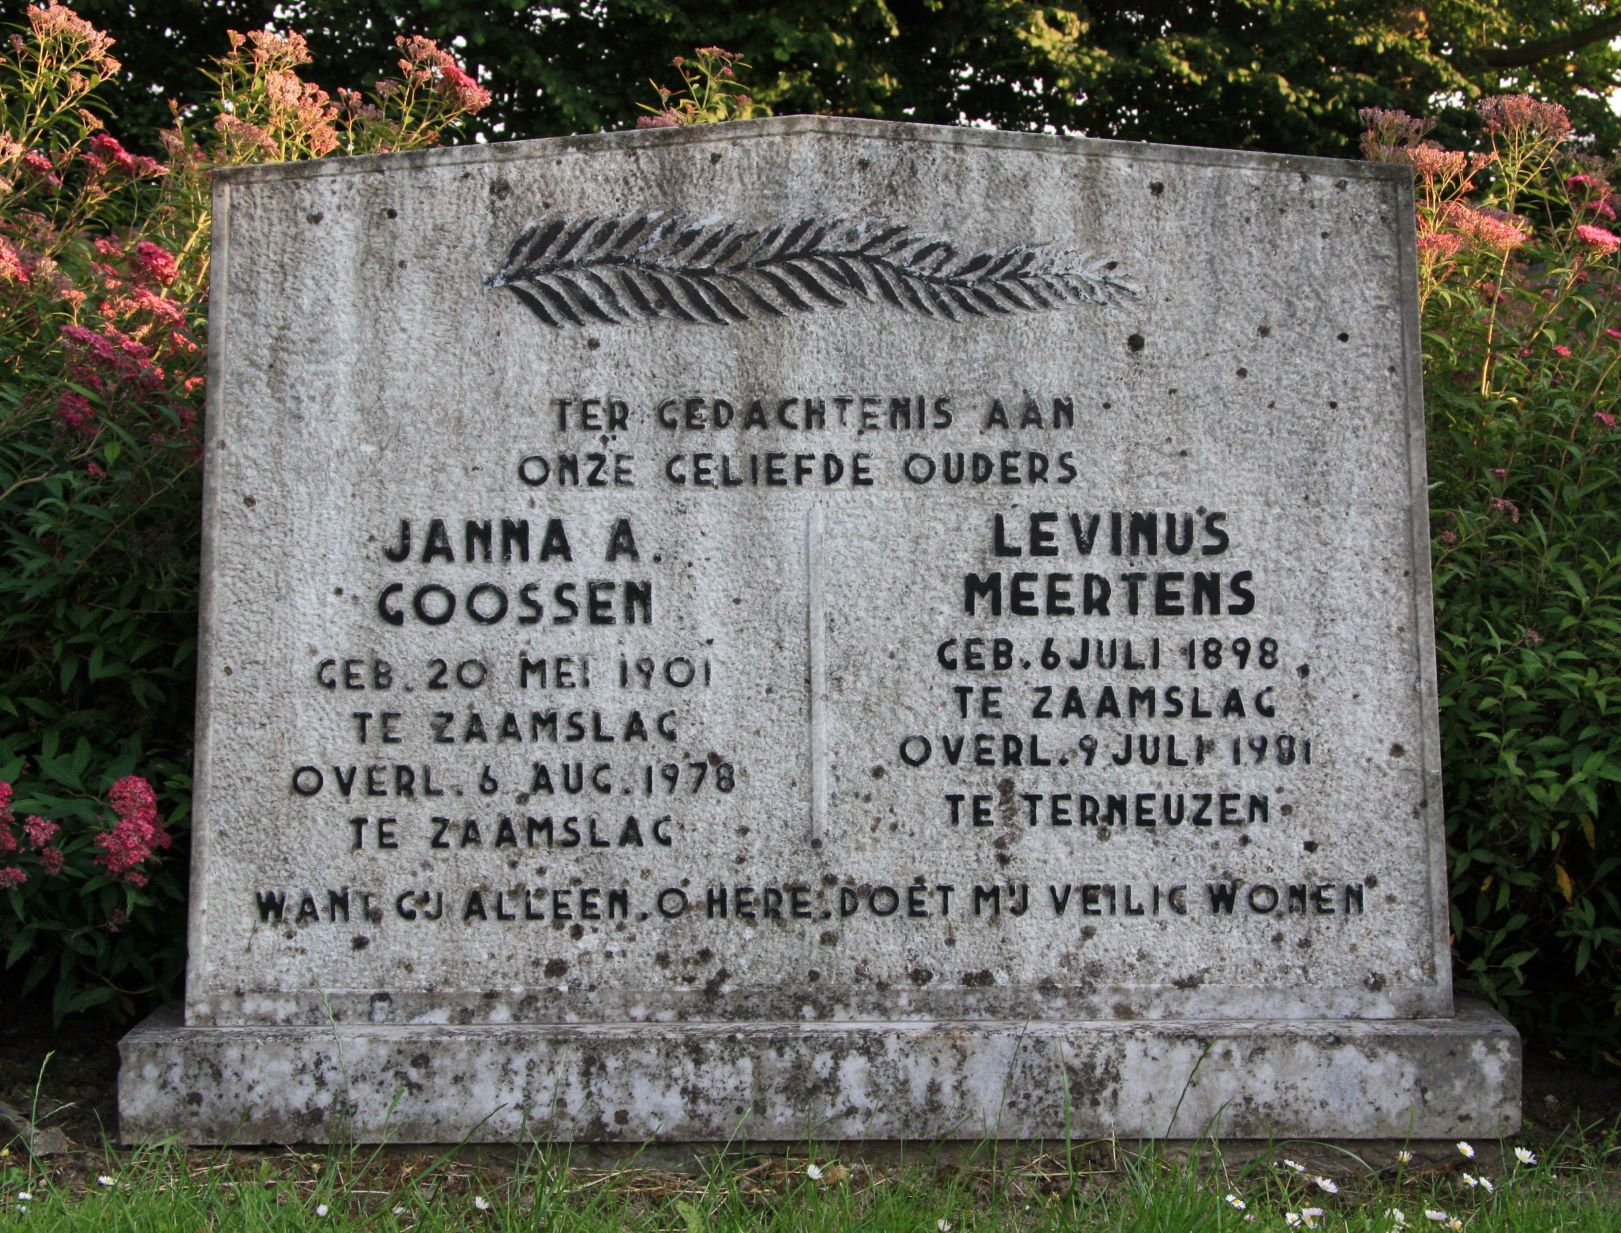 TER GEDACHTENIS AAN
ONZE GELIEFDE OUDERS
JANNA A.
GOOSSEN
GEB. 20 MEI 1901
TE ZAAMSLAG
OVERL. 6 AUG. 1978
TE ZAAMSLAG
LEVINUS
MEERTENS
GEB. 6 JULI 1898
TE ZAAMSLAG
OVERL. 9 JULI 1981
TE TERNEUZEN
WANT GIJ ALLEEN, O HERE, DOET MIJ VEILIG WONEN